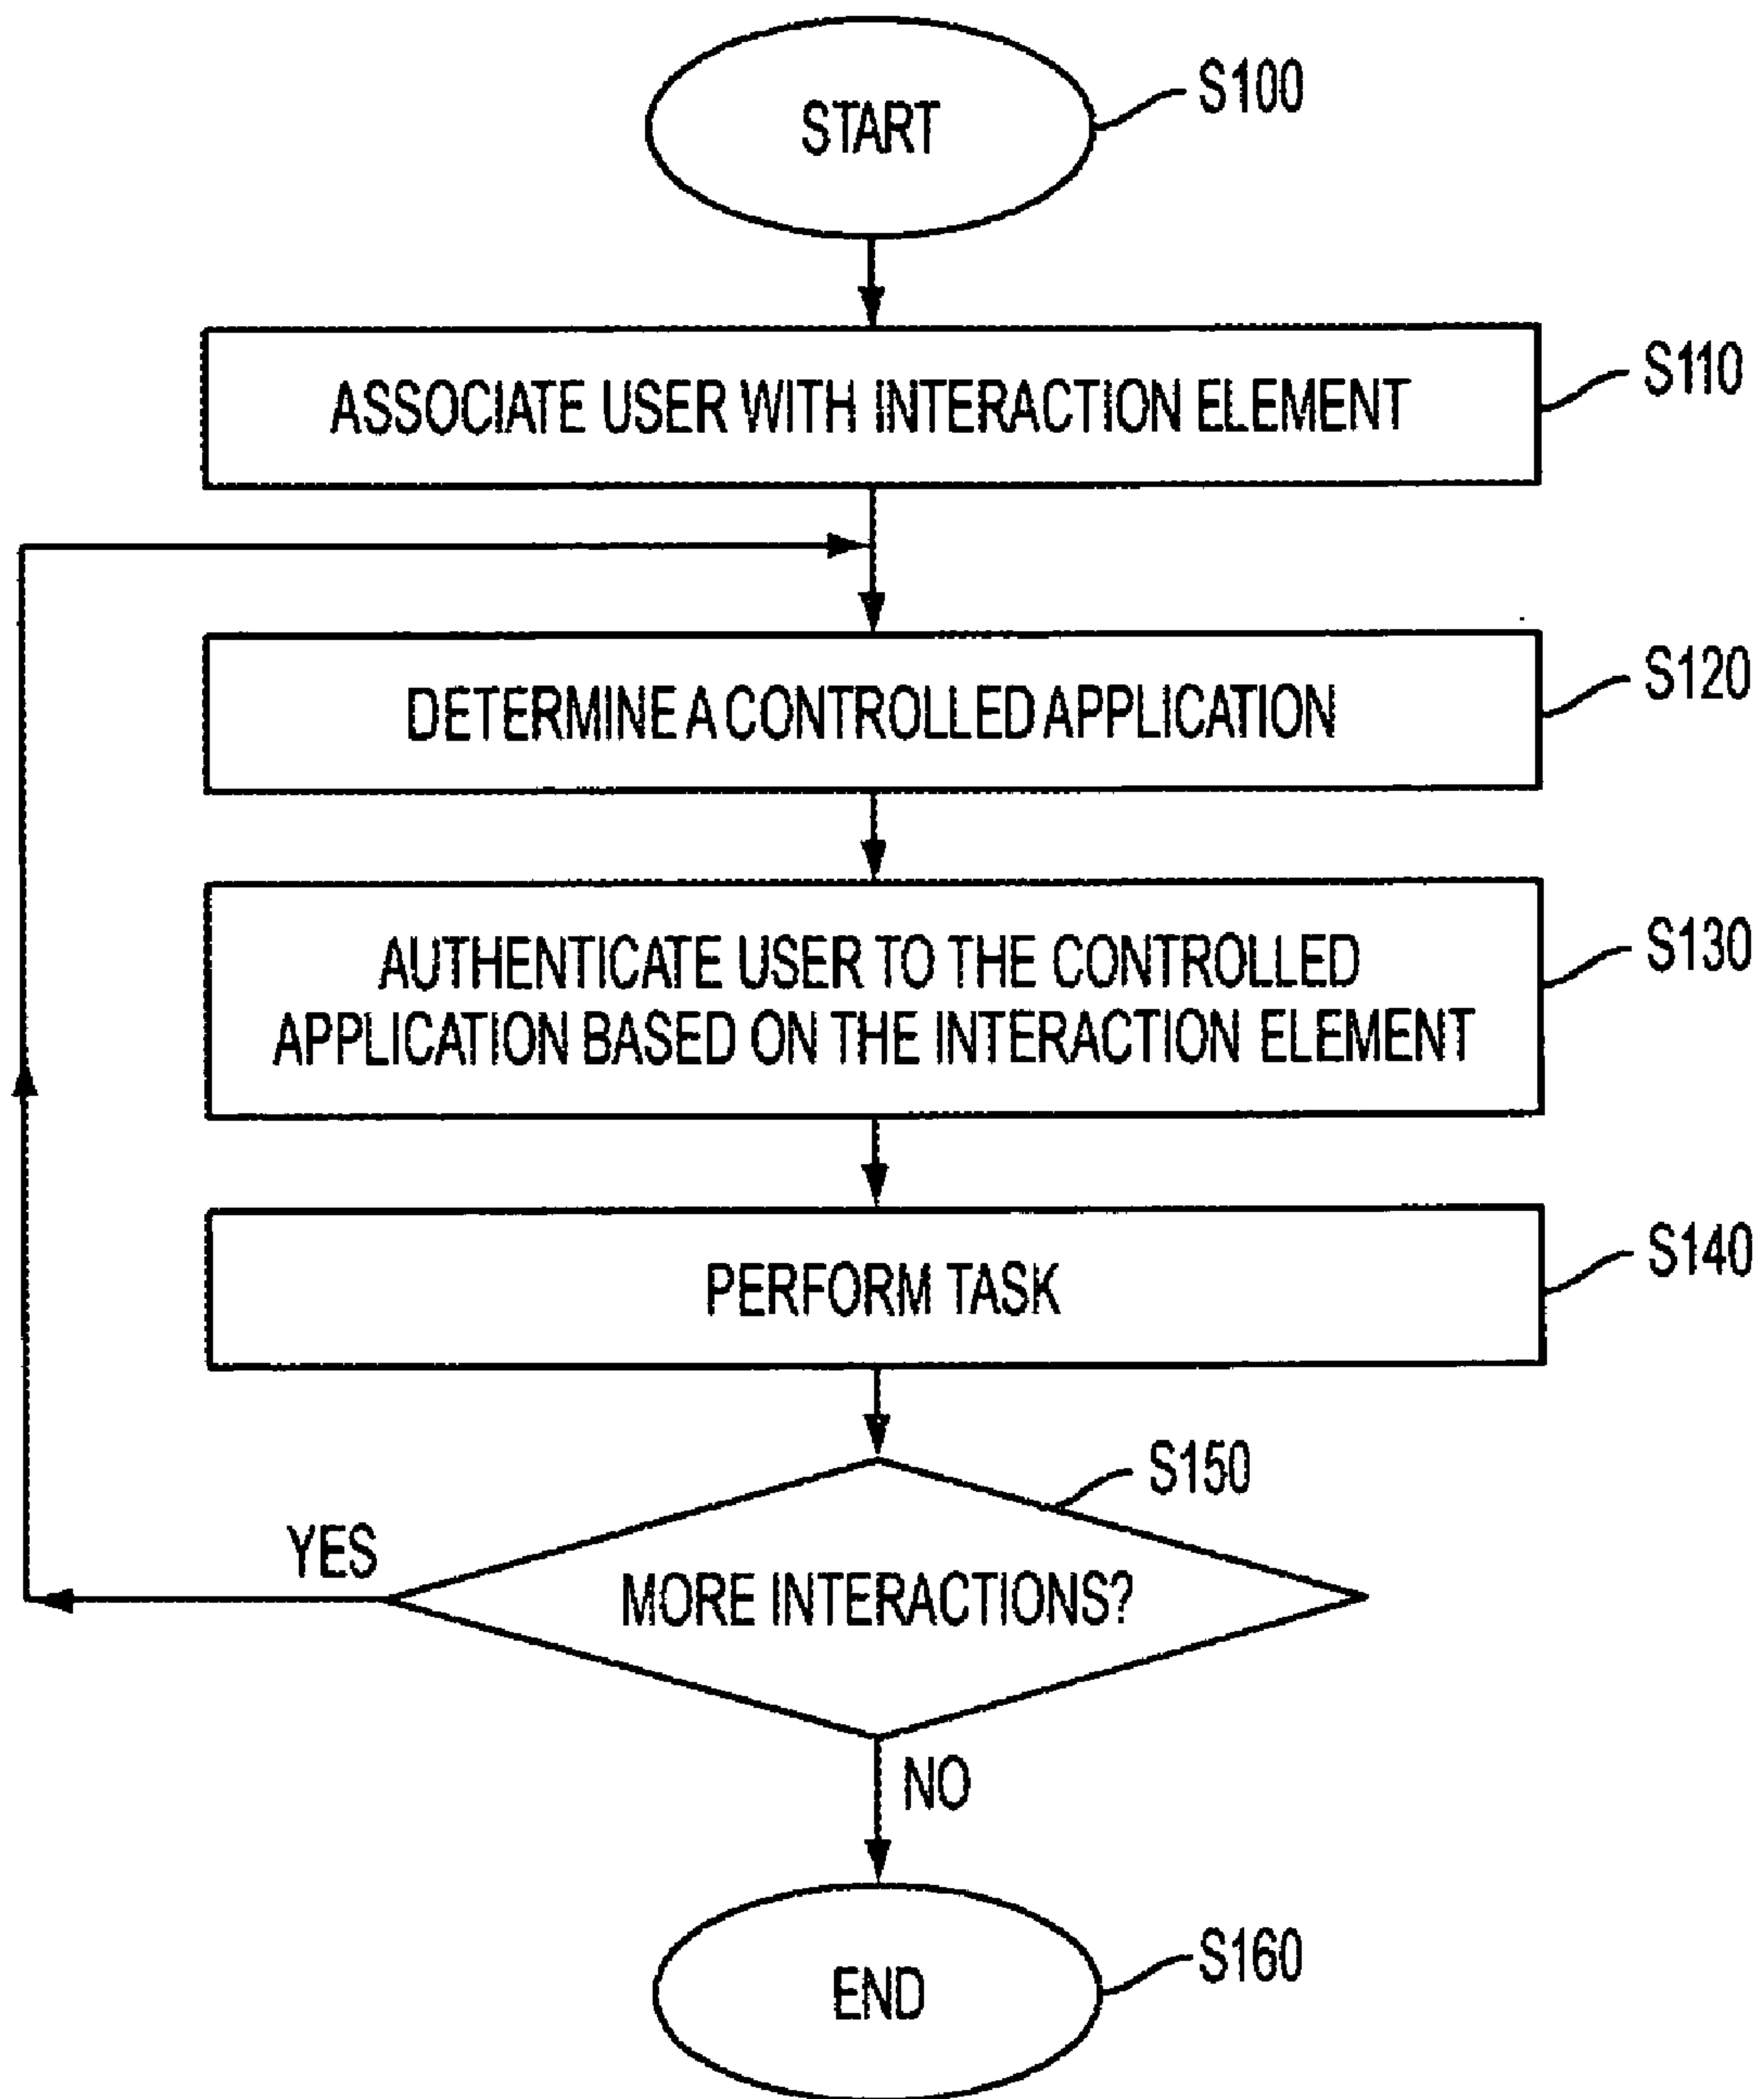 START
S100
ASSOCIATE USER WITH INTERACTION ELEMENT
S110
DETERMINE A CONTROLLED APPLICATION
S120
AUTHENTICATE USER TO THE CONTROLLED
APPLICATION BASED ON THE INTERACTION ELEMENT
S130
PERFORM TASK
S140
S150
YES
MORE INTERACTIONS?
NO
END
S160